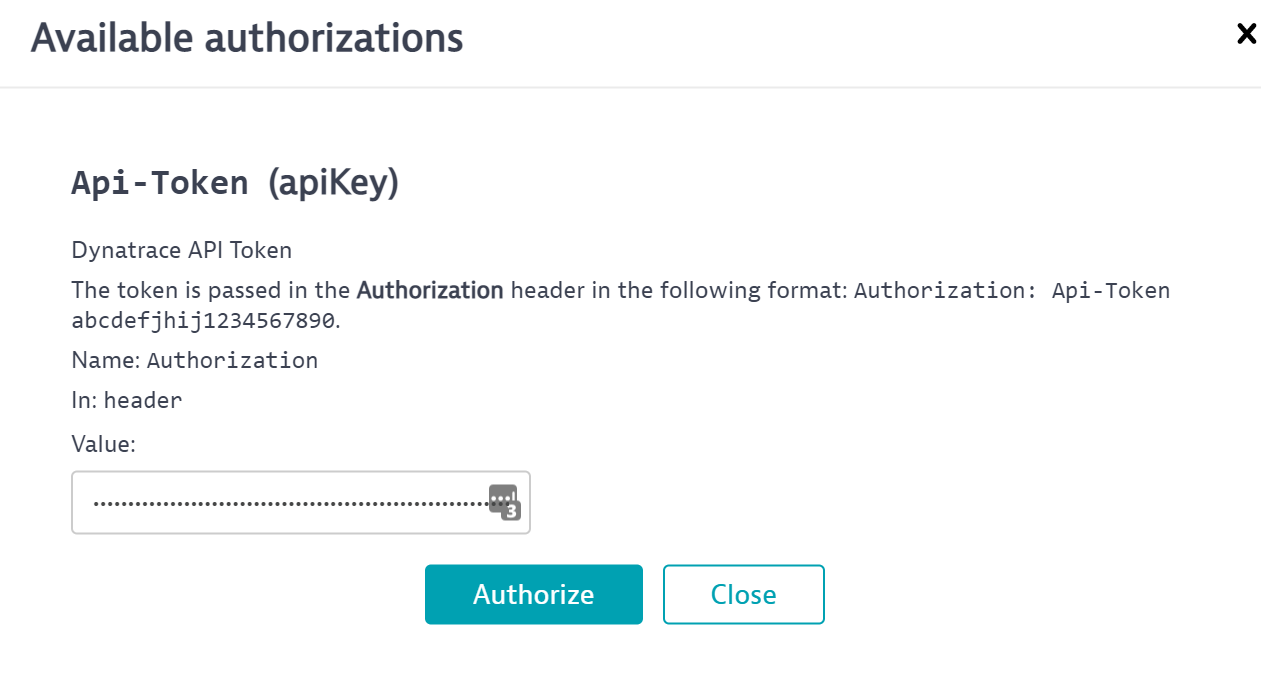 Available authorizations
Api-Token (apiKey)
Dynatrace API Token
The token is passed in the Authorization header in the following format: Authorization: Api-Token
abcdefjhij1234567890.
Name: Authorization
In: header
Value:
3
Authorize
Close